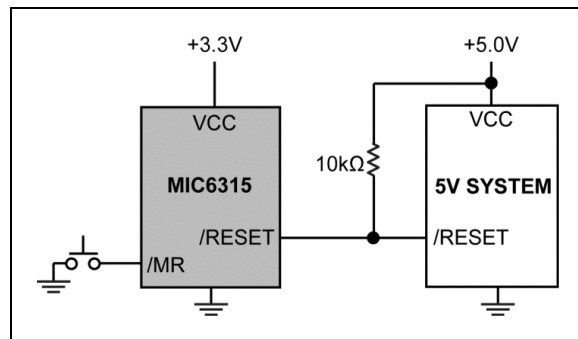 +3.3V
+5.0V
VCC
VCC
10kΩ
MIC6315
5V SYSTEM
/RESET
/RESET
/MR